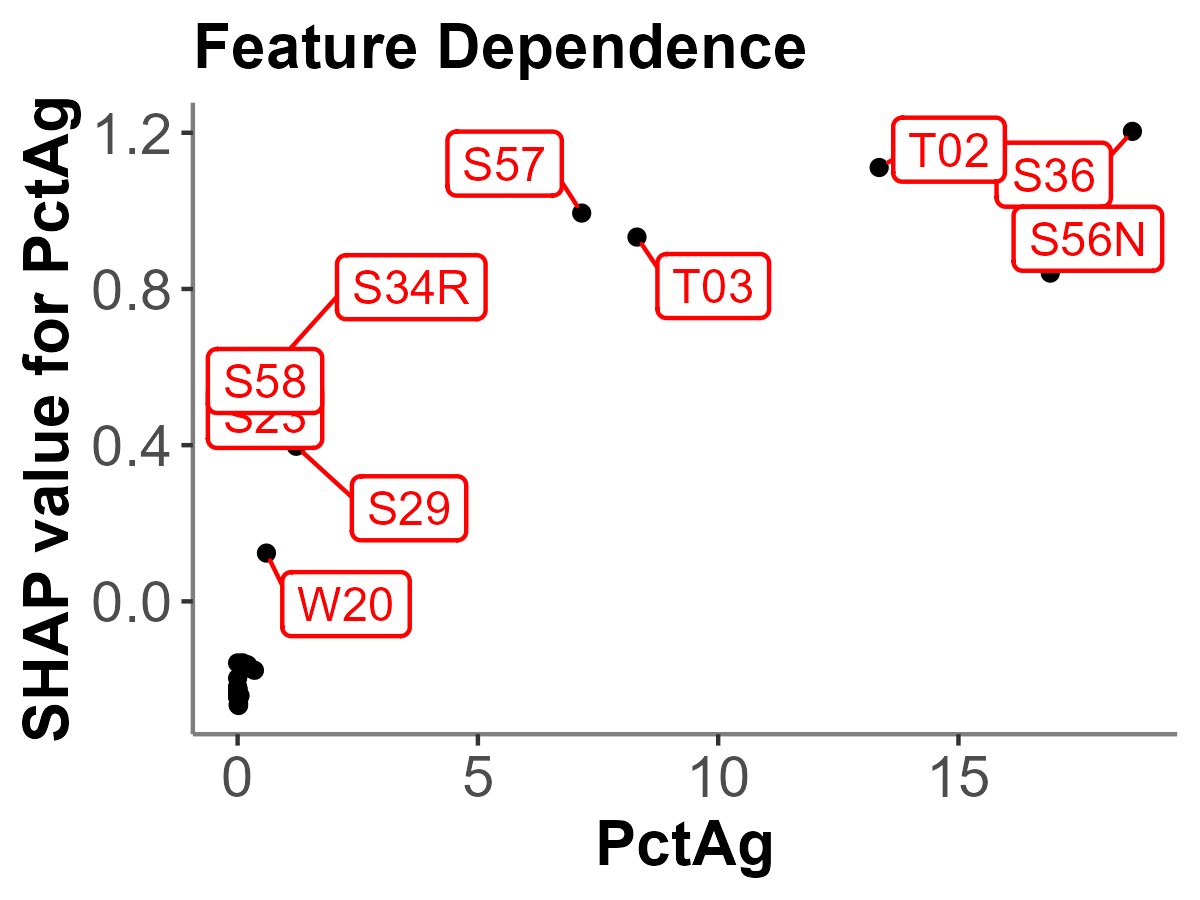 Feature Dependence
SHAP value for PctAg
1.2
0.8
0.4
0.0
S57
T02
S36
S56N
T03
S34R
S58
S23
S29
W20
0
5
10
15
PctAg